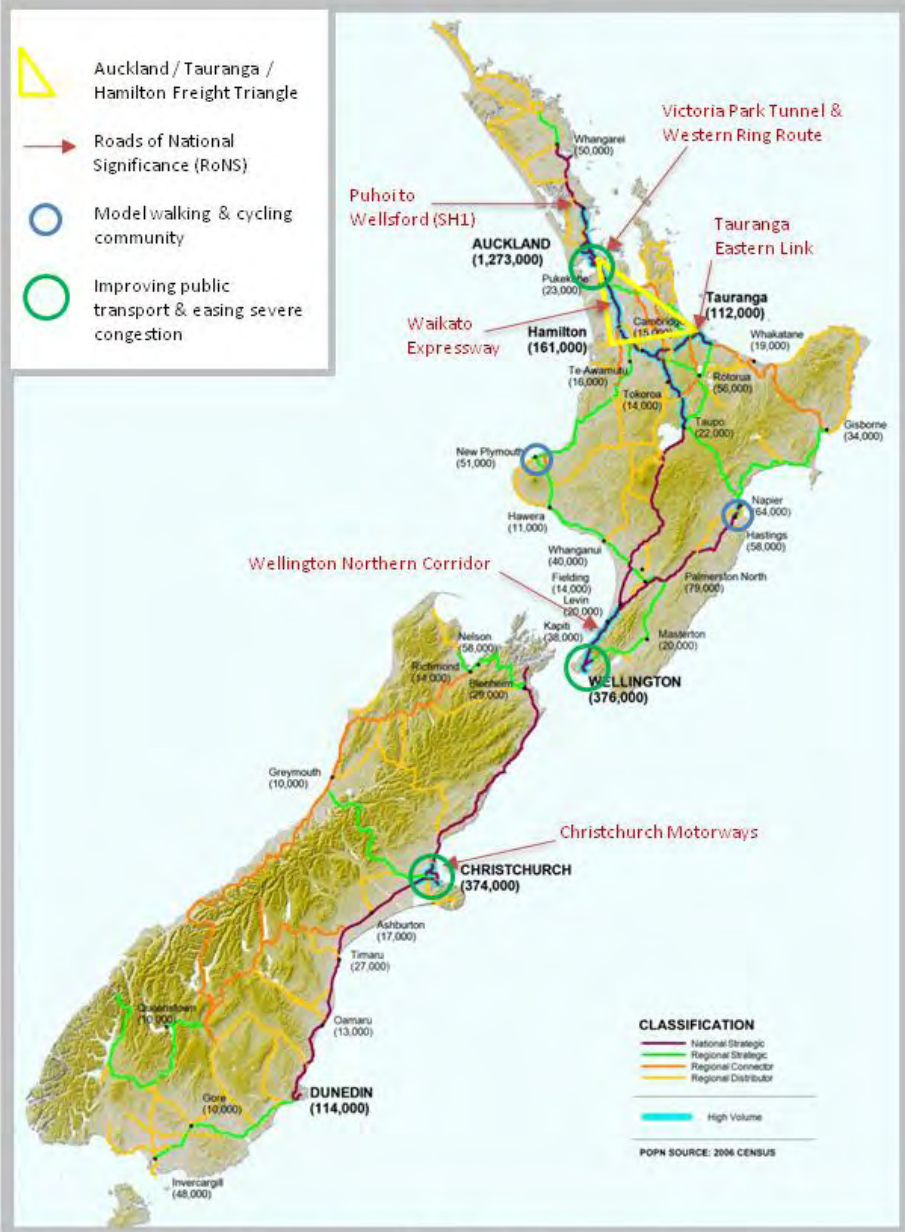 Auckland / Tauranga /
Hamilton Freight Triangle
Roads of National
Significance (RoNS)
Model walking & cycling
community
Improving public
transport & easing severe
congestion
Victoria Park Tunnel &
Western Ring Route
Whangarei
(50,000)
Puhoi to
Wellsford (SH1)
Tauranga
Eastern Link
AUCKLAND
(1,273,000)
Pukekohe
(23,000)
Tauranga
(112,000)
Waikato
Expressway
Cambridge
(15,000)
Hamilton
(161,000)
Whakatane
(19,000)
Te-Awamutu
(16,000)
Rotorua
(56,000)
Tokoroa
(14,000)
Taupo
(22,000)
Gisborne
(34,000)
New Plymouth
(51,000)
Napier
(64,000)
Hawera
(11,000)
Hastings
(58,000)
Whanganui
(40,000)
Wellington Northern Corridor
Fielding
(14,000)
Palmerston North
(79,000)
Levin
(20,000)
Kapiti
(38,000)
Masterton
(20,000)
Nelson
(58,000)
Richmond
(14,000)
Blenheim
(29,000)
WELLINGTON
(376,000)
Greymouth
(10,000)
Christchurch Motorways
CHRISTCHURCH
(374,000)
Ashburton
(17,000)
Timaru
(27,000)
Queenstown
(10,000)
Oamaru
(13,000)
CLASSIFICATION
National Strategic
Regional Strategic
Regional Connector
Regional Distributor
High Volume
POPN SOURCE: 2006 CENSUS
DUNEDIN
(114,000)
Gore
(10,000)
Invercargill
(48,000)